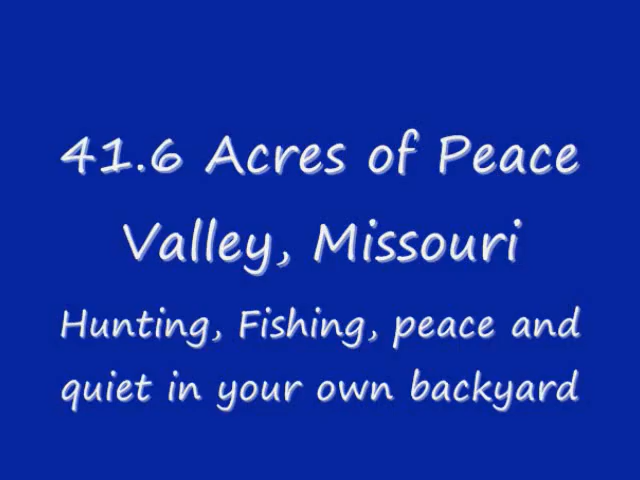 41.6 Acres of Peace
Valley, Missouri
Hunting, Fishing, peace and
quiet in your own backyard